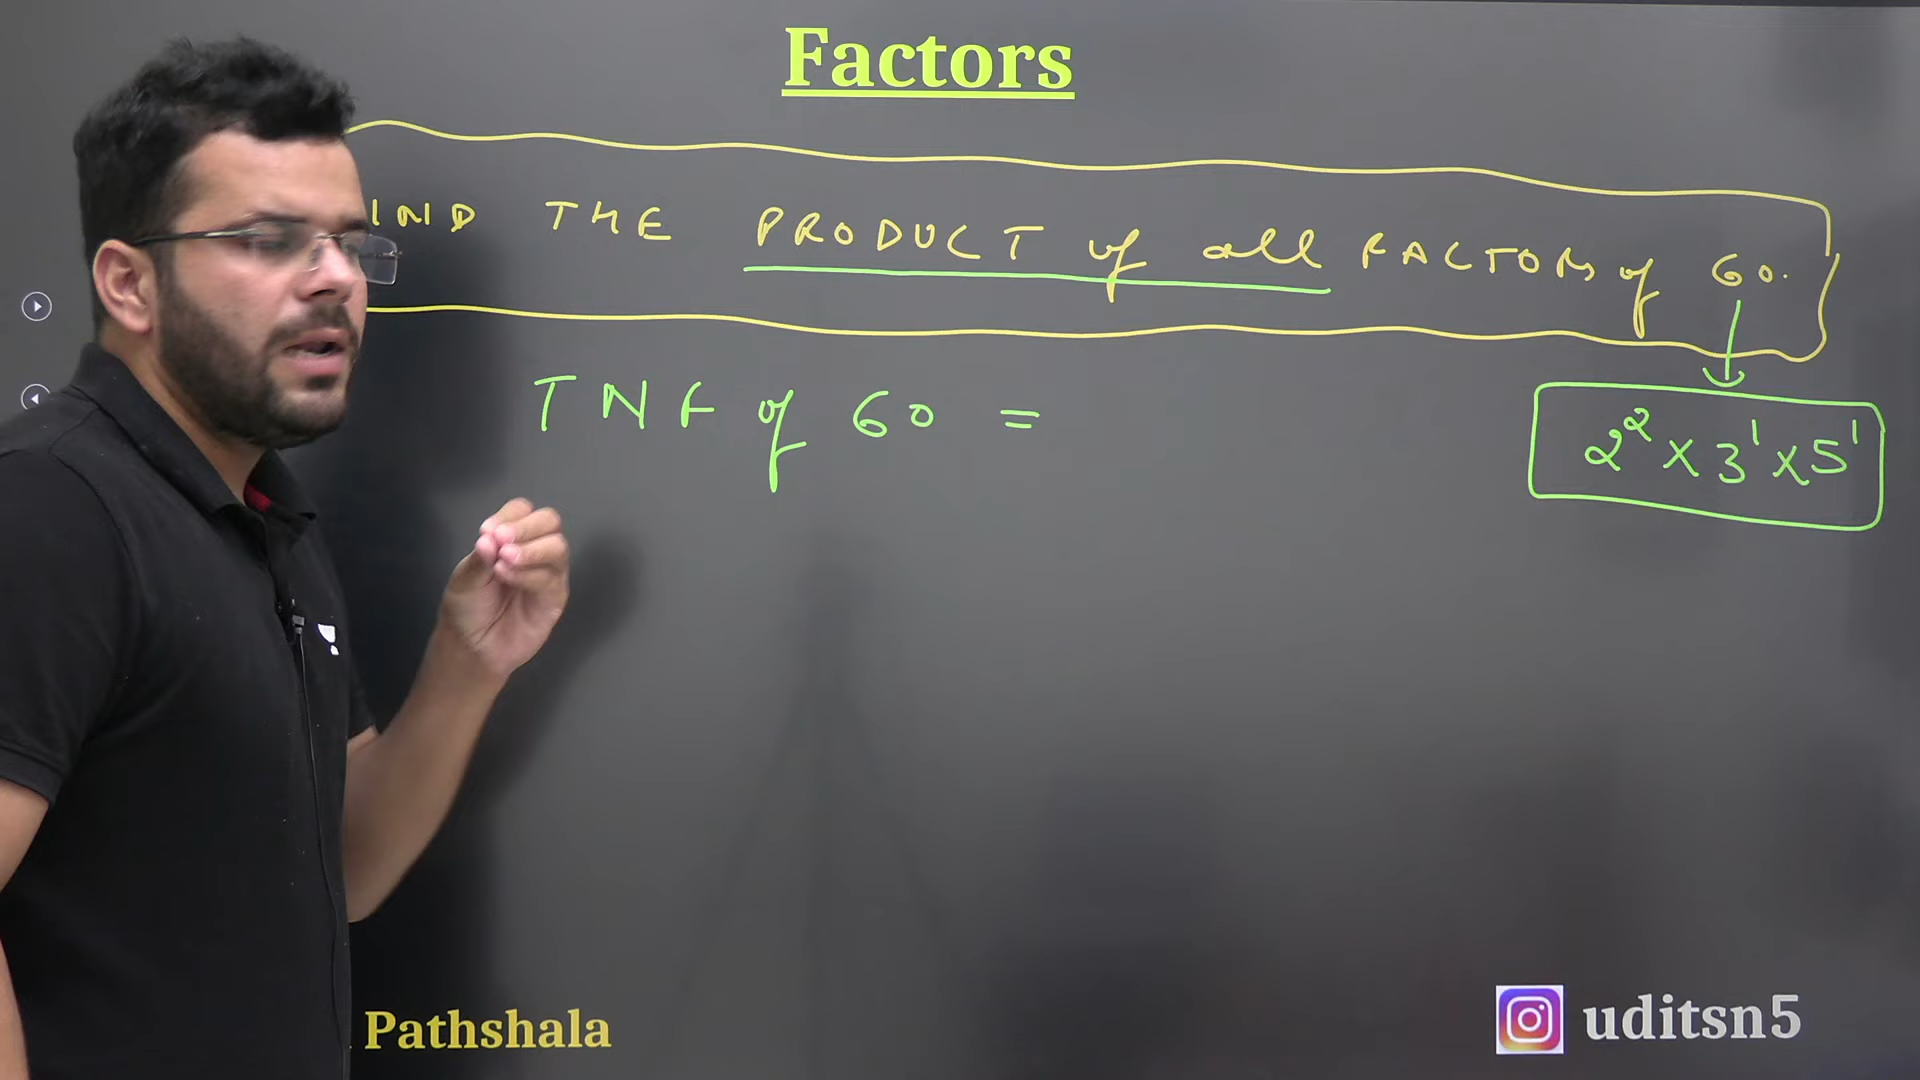 Factors
IND THE PRODUCT of all FACTORS of 60.
TNF of 60 =
2² × 3¹ × 5¹
Pathshala
uditsn5